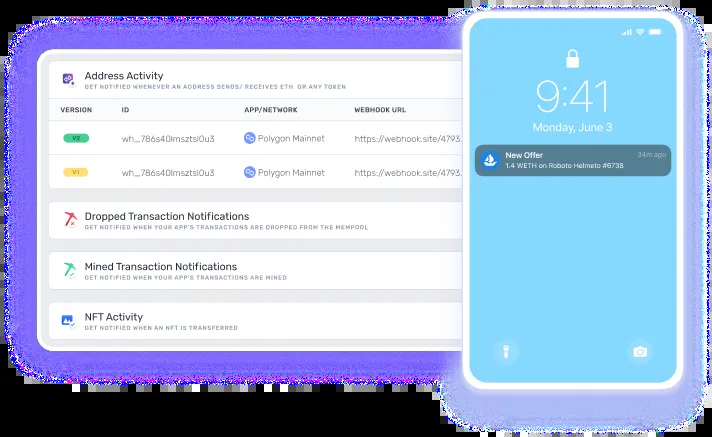 Address Activity
GET NOTIFIED WHENEVER AN ADDRESS SENDS/ RECEIVES ETH OR ANY TOKEN
VERSION ID APP/NETWORK WEBHOOK URL
V2 wh_786s40lmsztsl0u3 Polygon Mainnet https://webhook.site/4793.
V1 wh_786s40lmsztsl0u3 Polygon Mainnet https://webhook.site/4793.
Dropped Transaction Notifications
GET NOTIFIED WHEN YOUR APP'S TRANSACTIONS ARE DROPPED FROM THE MEMPOOL
Mined Transaction Notifications
GET NOTIFIED WHEN YOUR APP'S TRANSACTIONS ARE MINED
NFT Activity
GET NOTIFIED WHEN AN NFT IS TRANSFERRED
9:41
Monday, June 3
New Offer 34m ago
1.4 WETH on Roboto Helmeto #6738